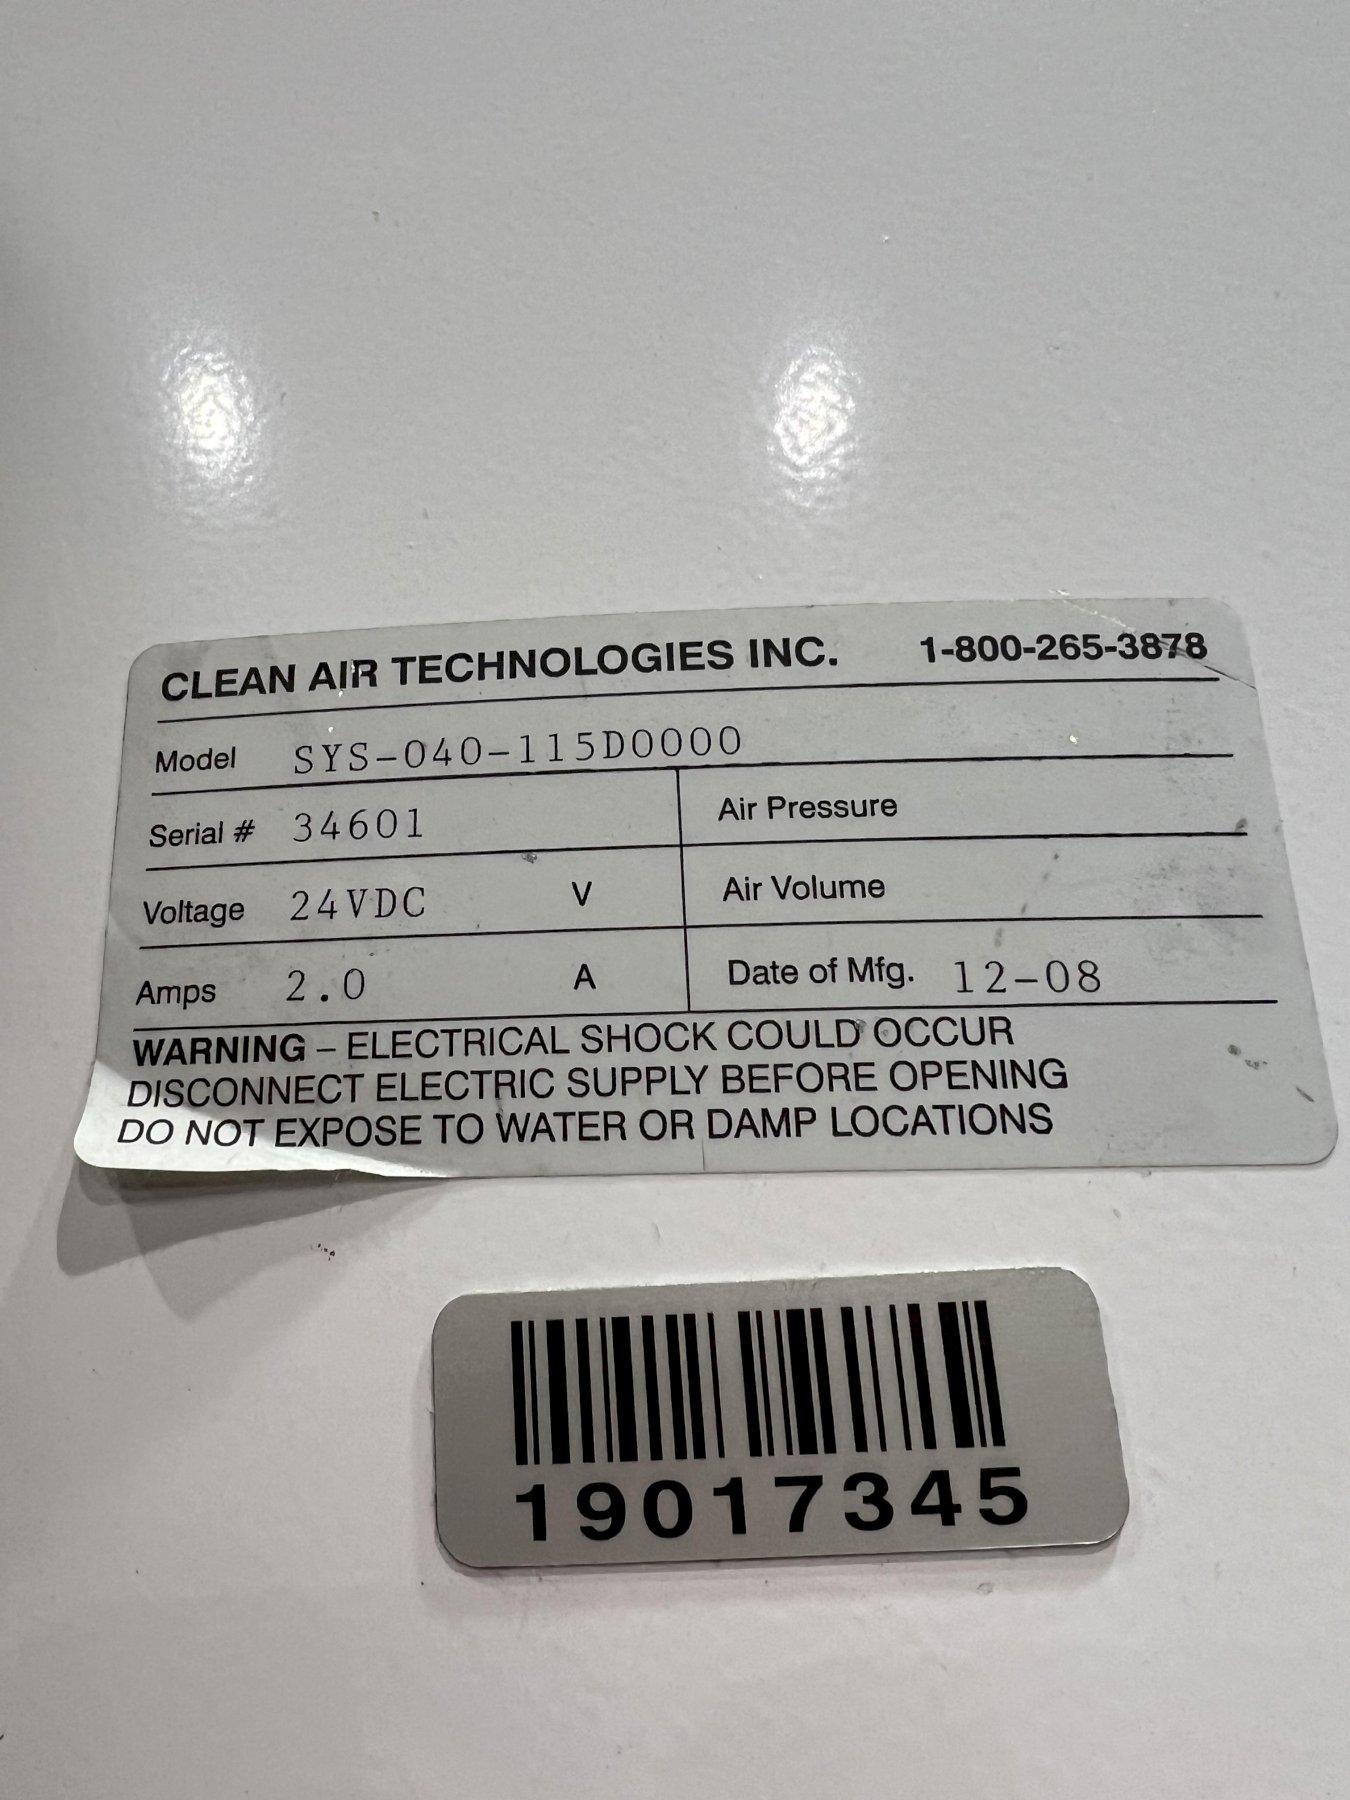 CLEAN AIR TECHNOLOGIES INC. 1-800-265-3878
Model SYS-040-115D0000
Serial # 34601 Air Pressure
Voltage 24VDC V Air Volume
Amps 2.0 A Date of Mfg. 12-08
WARNING – ELECTRICAL SHOCK COULD OCCUR
DISCONNECT ELECTRIC SUPPLY BEFORE OPENING
DO NOT EXPOSE TO WATER OR DAMP LOCATIONS
19017345